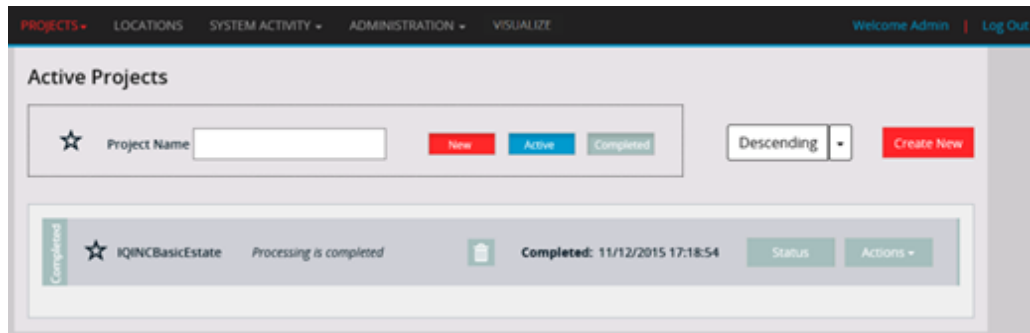 PROJECTS LOCATIONS SYSTEM ACTIVITY ADMINISTRATION VISUALIZE Welcome Admin | Log Out
Active Projects
Project Name New Active Completed Descending Create New
Completed
IQINCBasicEstate Processing is completed Completed: 11/12/2015 17:18:54 Status Actions